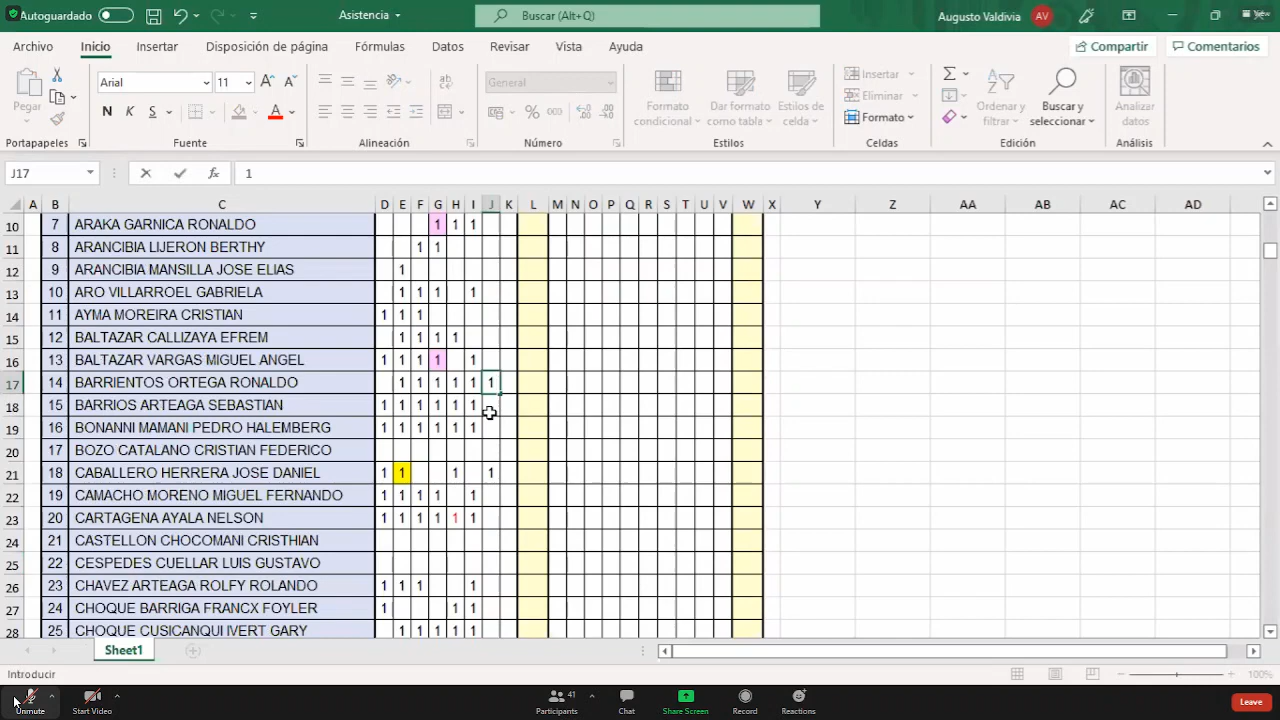 Autoguardado
Asistencia
Buscar (Alt+Q)
Augusto Valdivia AV
View
Archivo Inicio Insertar Disposición de página Fórmulas Datos Revisar Vista Ayuda Compartir Comentarios
Pegar
Arial 11
N K S
General
% 000
Formato condicional
Dar formato como tabla
Estilos de celda
Insertar
Eliminar
Formato
Ordenar y filtrar
Buscar y seleccionar
Analizar datos
Portapapeles Fuente Alineación Número Estilos Celdas Edición Análisis
J17 fx 1
A B C D E F G H I J K L M N O P Q R S T U V W X Y Z AA AB AC AD
10 7 ARAKA GARNICA RONALDO 1 1 1
11 8 ARANCIBIA LIJERON BERTHY 1 1
12 9 ARANCIBIA MANSILLA JOSE ELIAS 1
13 10 ARO VILLARROEL GABRIELA 1 1 1 1
14 11 AYMA MOREIRA CRISTIAN 1 1 1
15 12 BALTAZAR CALLIZAYA EFREM 1 1 1 1
16 13 BALTAZAR VARGAS MIGUEL ANGEL 1 1 1 1 1
17 14 BARRIENTOS ORTEGA RONALDO 1 1 1 1 1 1
18 15 BARRIOS ARTEAGA SEBASTIAN 1 1 1 1 1 1
19 16 BONANNI MAMANI PEDRO HALEMBERG 1 1 1 1 1 1
20 17 BOZO CATALANO CRISTIAN FEDERICO
21 18 CABALLERO HERRERA JOSE DANIEL 1 1 1 1
22 19 CAMACHO MORENO MIGUEL FERNANDO 1 1 1 1 1
23 20 CARTAGENA AYALA NELSON 1 1 1 1 1 1
24 21 CASTELLON CHOCOMANI CRISTHIAN
25 22 CESPEDES CUELLAR LUIS GUSTAVO
26 23 CHAVEZ ARTEAGA ROLFY ROLANDO 1 1 1 1
27 24 CHOQUE BARRIGA FRANCX FOYLER 1 1 1
28 25 CHOQUE CUSICANQUI IVERT GARY 1 1 1 1 1
Sheet1
Introducir
100%
Unmute Start Video Participants 41 Chat Share Screen Record Reactions Leave